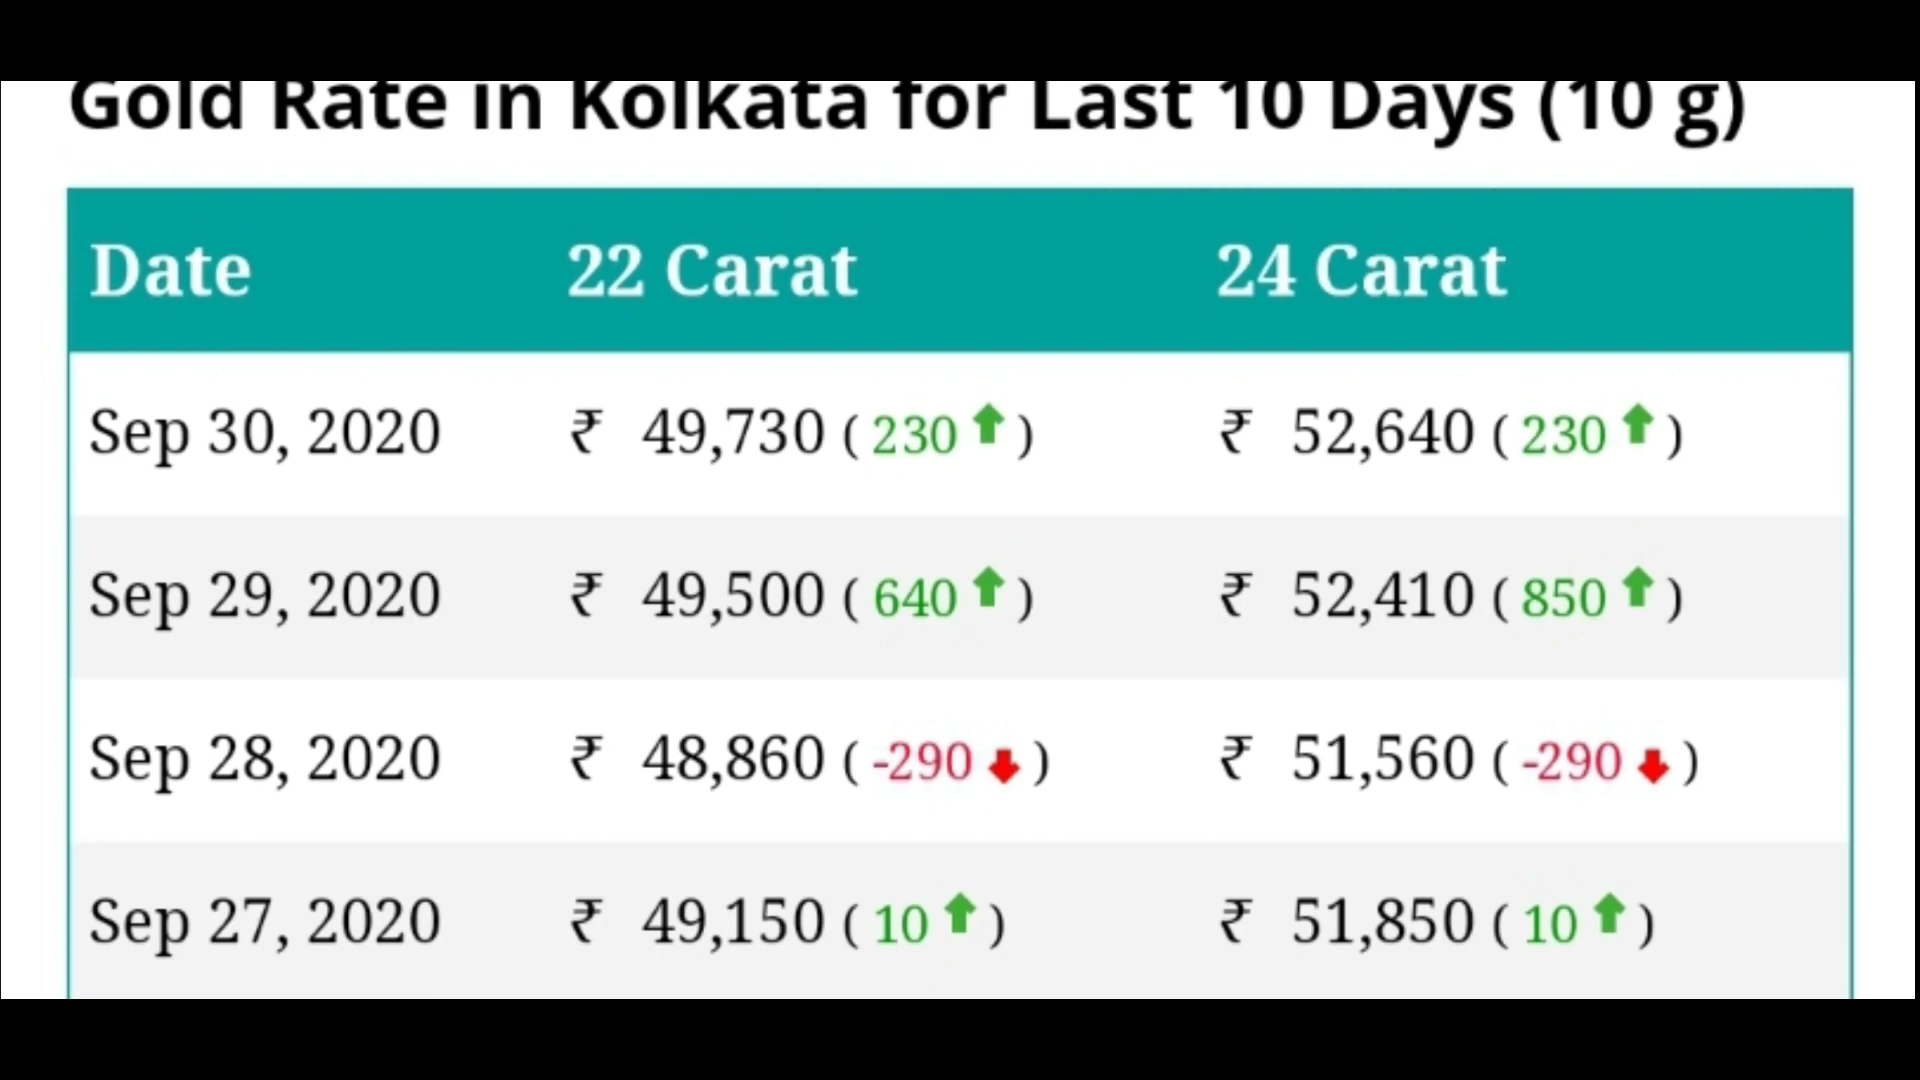 Gold Rate in Kolkata for Last 10 Days (10 g)
Date 22 Carat 24 Carat
Sep 30, 2020 ₹ 49,730 ( 230 ⬆ ) ₹ 52,640 ( 230 ⬆ )
Sep 29, 2020 ₹ 49,500 ( 640 ⬆ ) ₹ 52,410 ( 850 ⬆ )
Sep 28, 2020 ₹ 48,860 ( -290 ⬇ ) ₹ 51,560 ( -290 ⬇ )
Sep 27, 2020 ₹ 49,150 ( 10 ⬆ ) ₹ 51,850 ( 10 ⬆ )